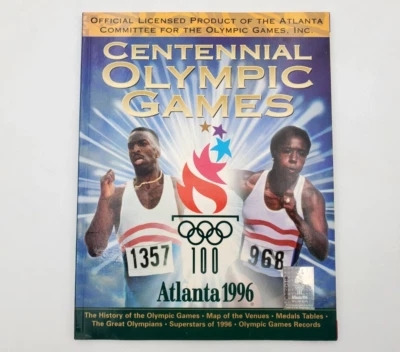 OFFICIAL LICENSED PRODUCT OF THE ATLANTA
COMMITTEE FOR THE OLYMPIC GAMES, INC
CENTENNIAL
OLYMPIC
GAMES
1357
968
100
Atlanta 1996
The History of the Olympic Games • Map of the Venues • Medals Tables •
The Great Olympians • Superstars of 1996 • Olympic Games Records